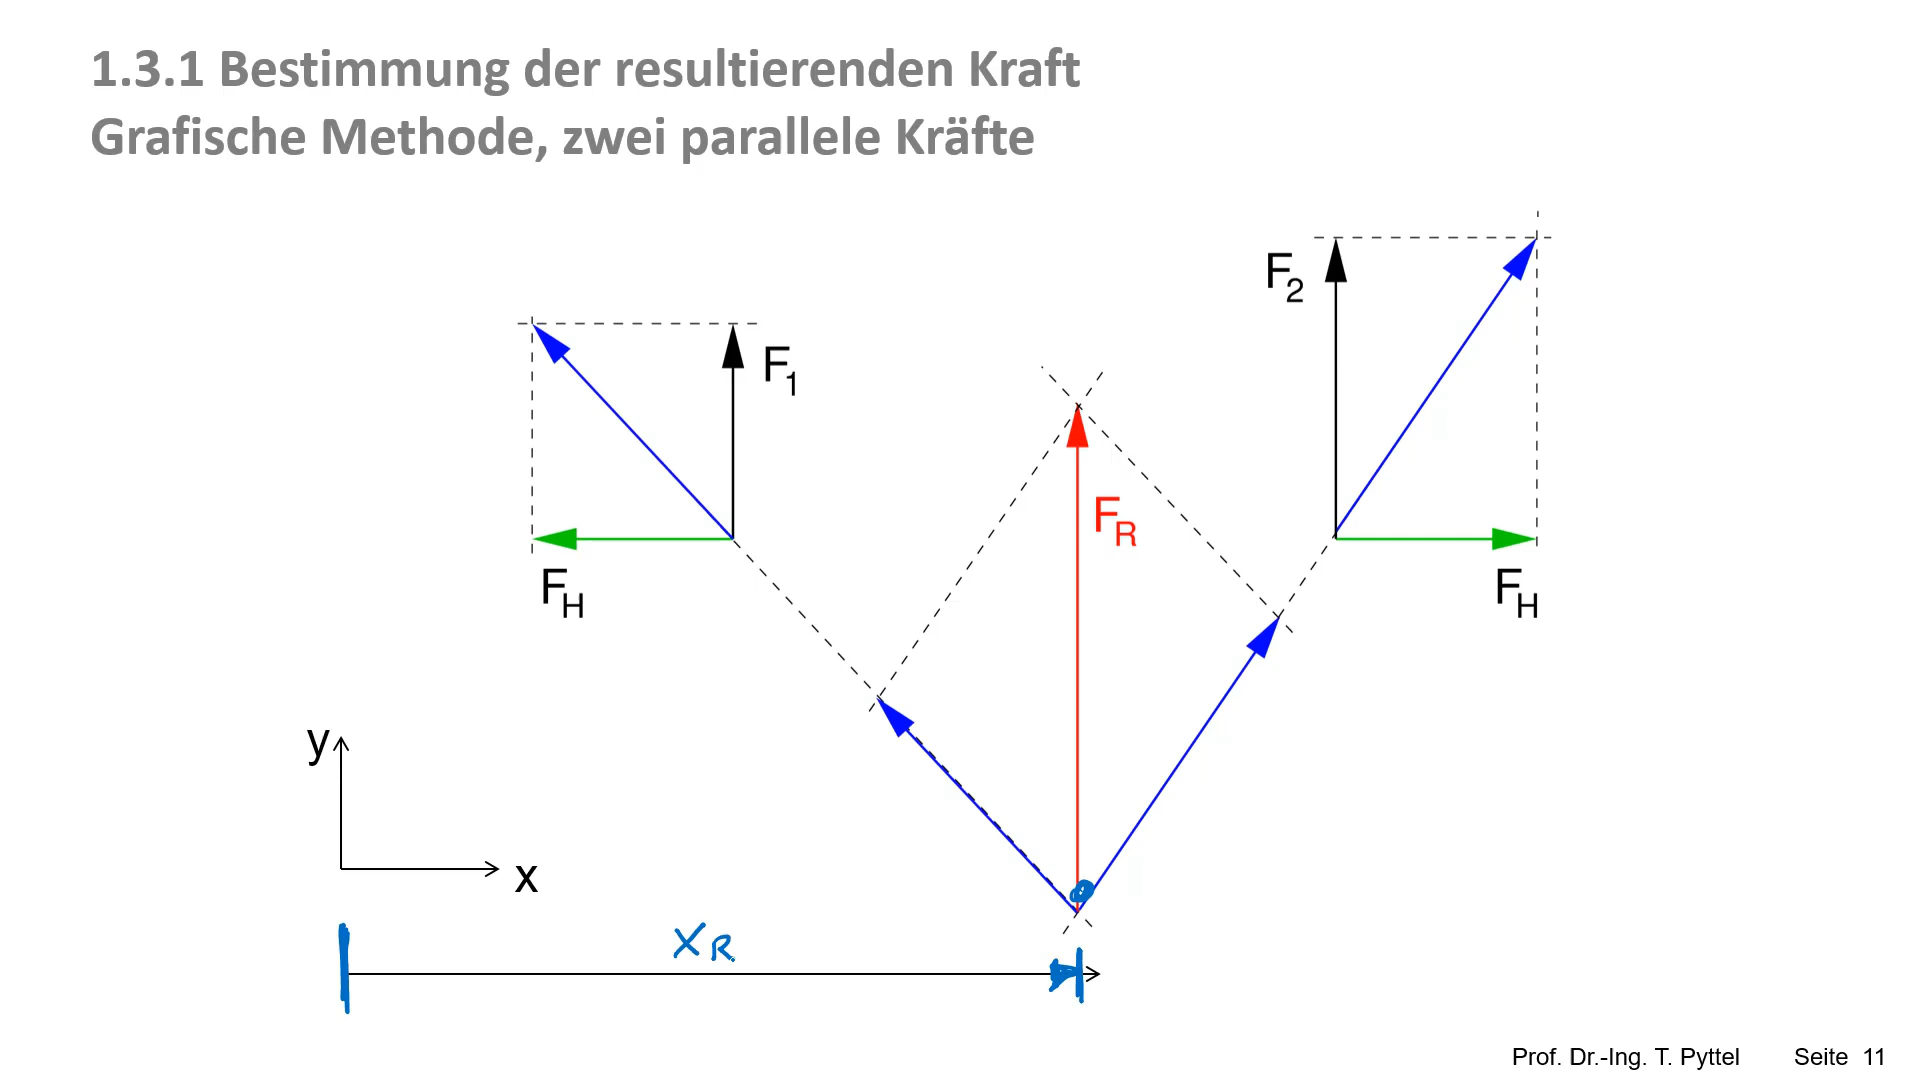 1.3.1 Bestimmung der resultierenden Kraft
Grafische Methode, zwei parallele Kräfte
F2
F1
FR
FH
FH
y
x
XR
Prof. Dr.-Ing. T. Pyttel Seite 11